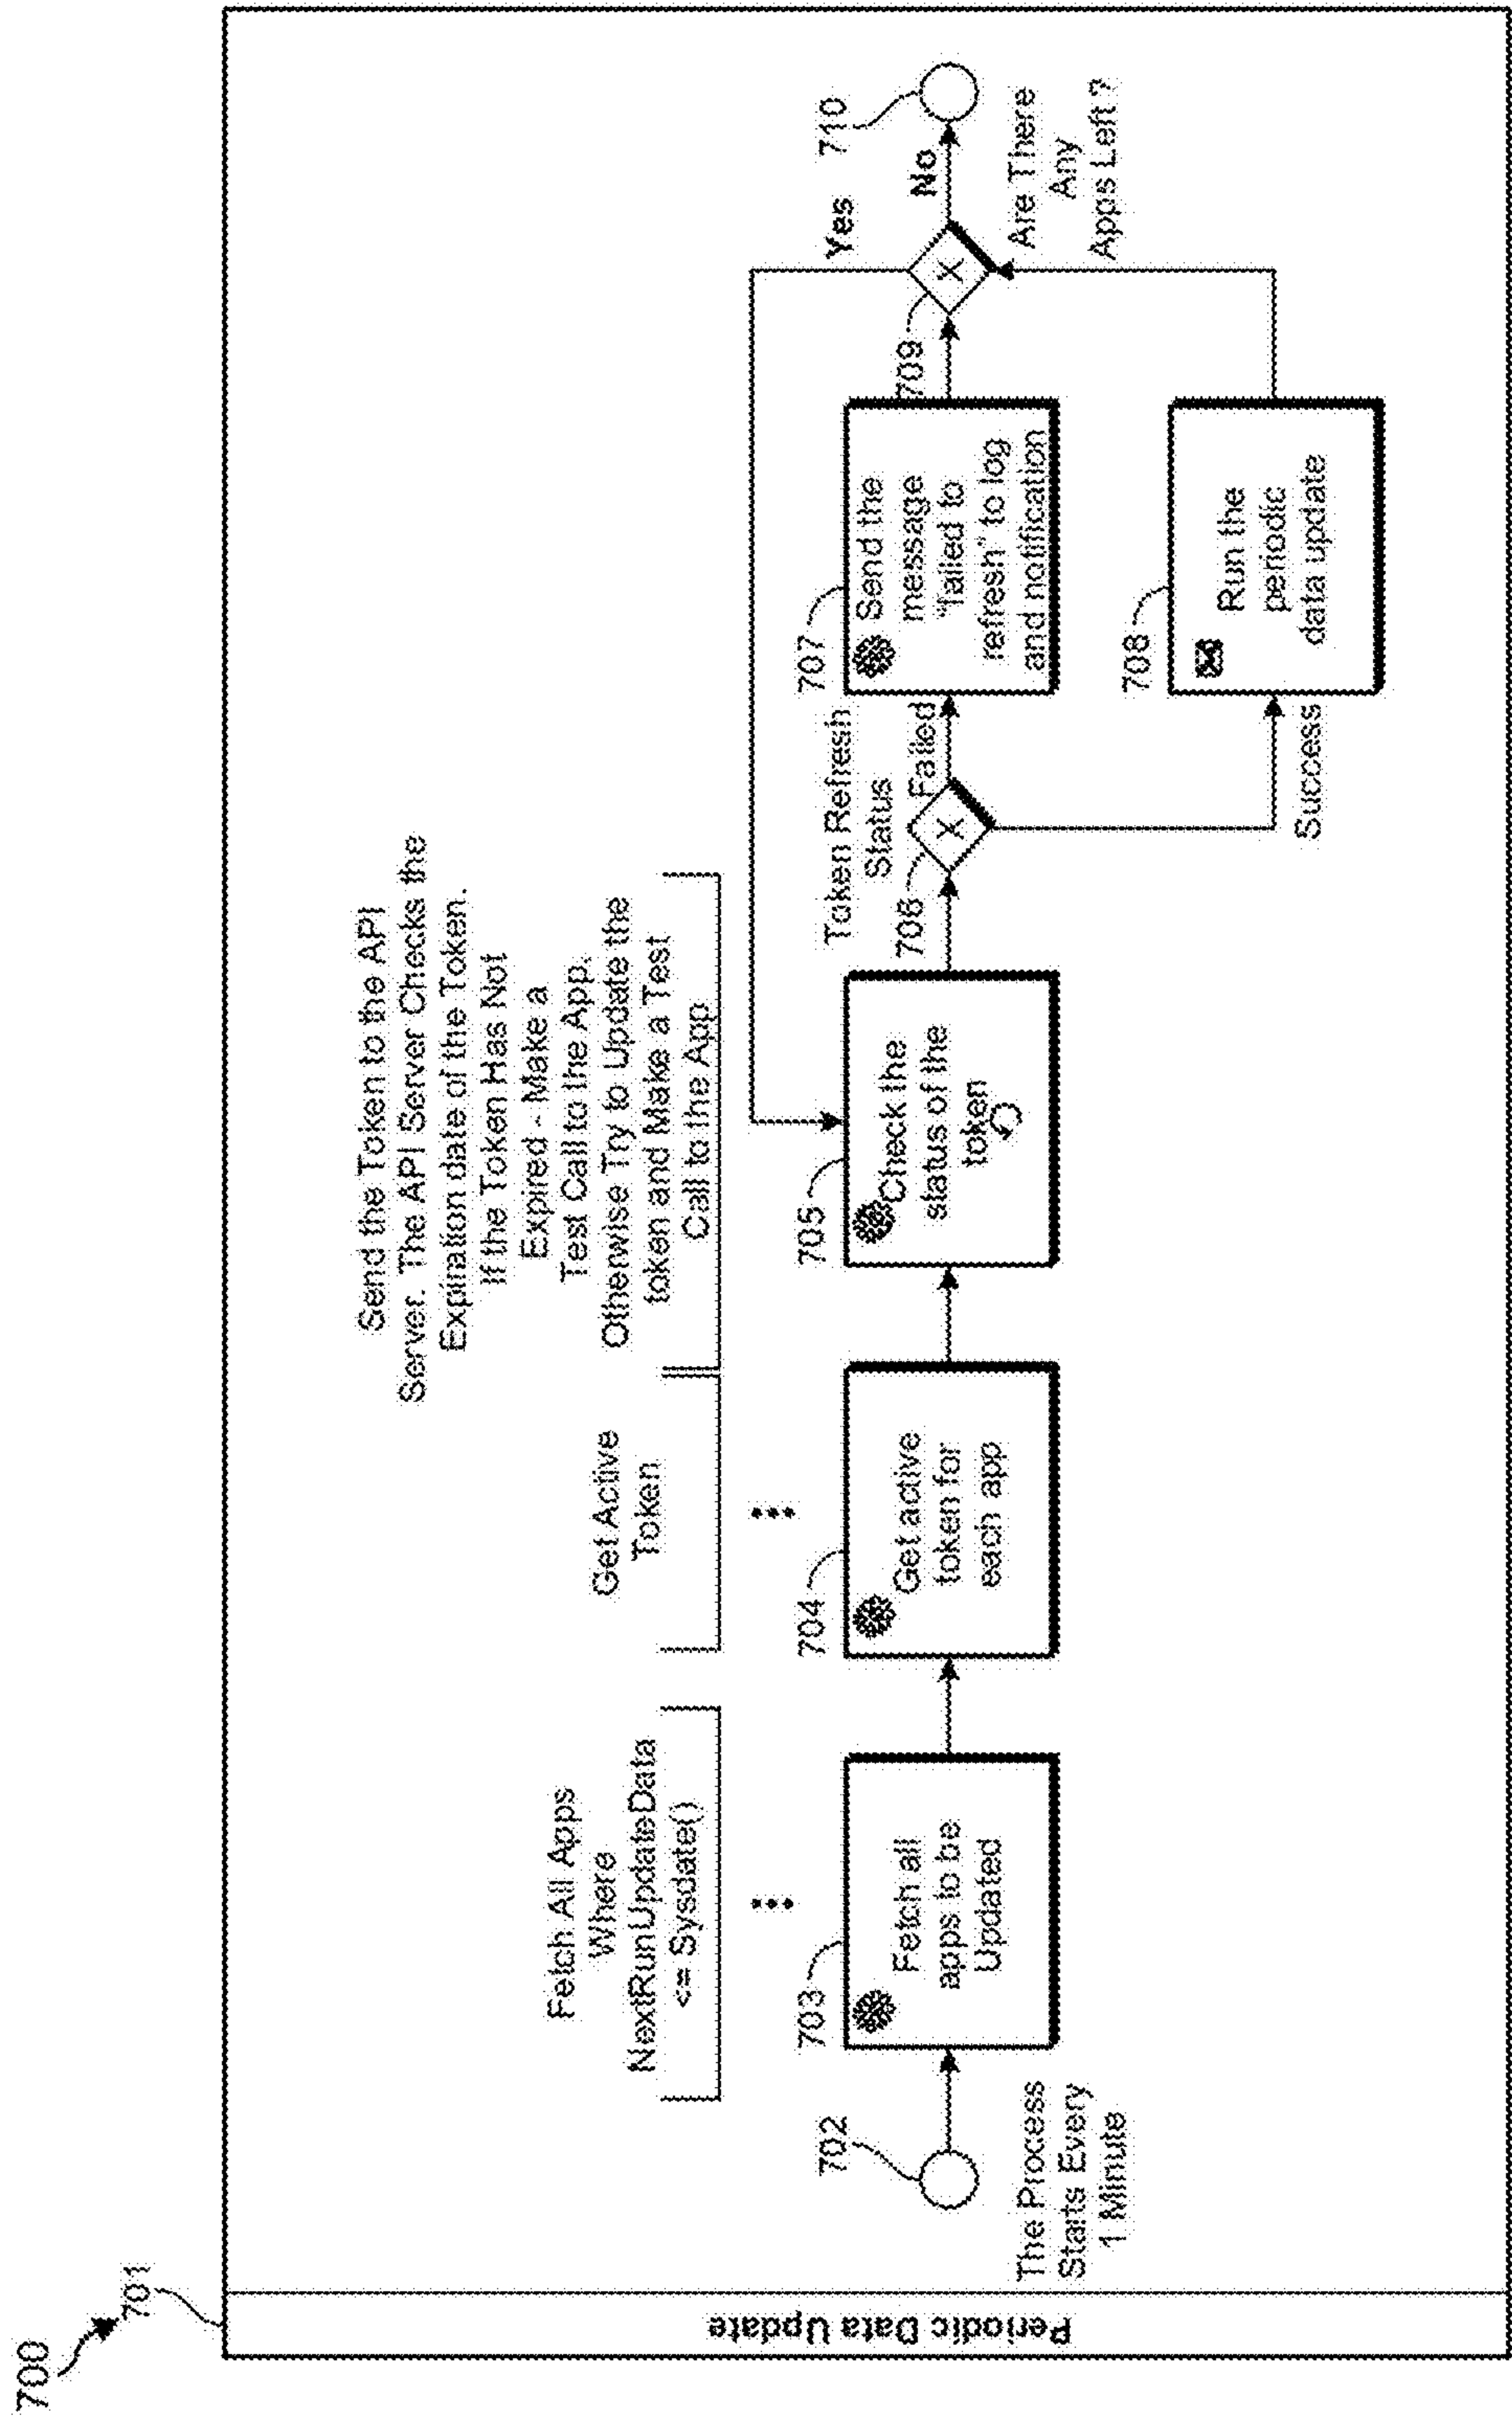 700
701
Periodic Data Update
702
The Process
Starts Every
1 Minute
Fetch All Apps
Where
NextRunUpdateData
<= Sysdate()
703
Fetch all
apps to be
Updated
Get Active
Token
704
Get active
token for
each app
Send the Token to the API
Server. The API Server Checks the
Expiration date of the Token.
If the Token Has Not
Expired - Make a
Test Call to the App.
Otherwise Try to Update the
token and Make a Test
Call to the App
705
Check the
status of the
token
Token Refresh
Status
706
X
Failed
Success
707
Send the
message
"failed to
refresh" to log
and notification
708
Run the
periodic
data update
709
X
Yes
No
Are There
Any
Apps Left ?
710